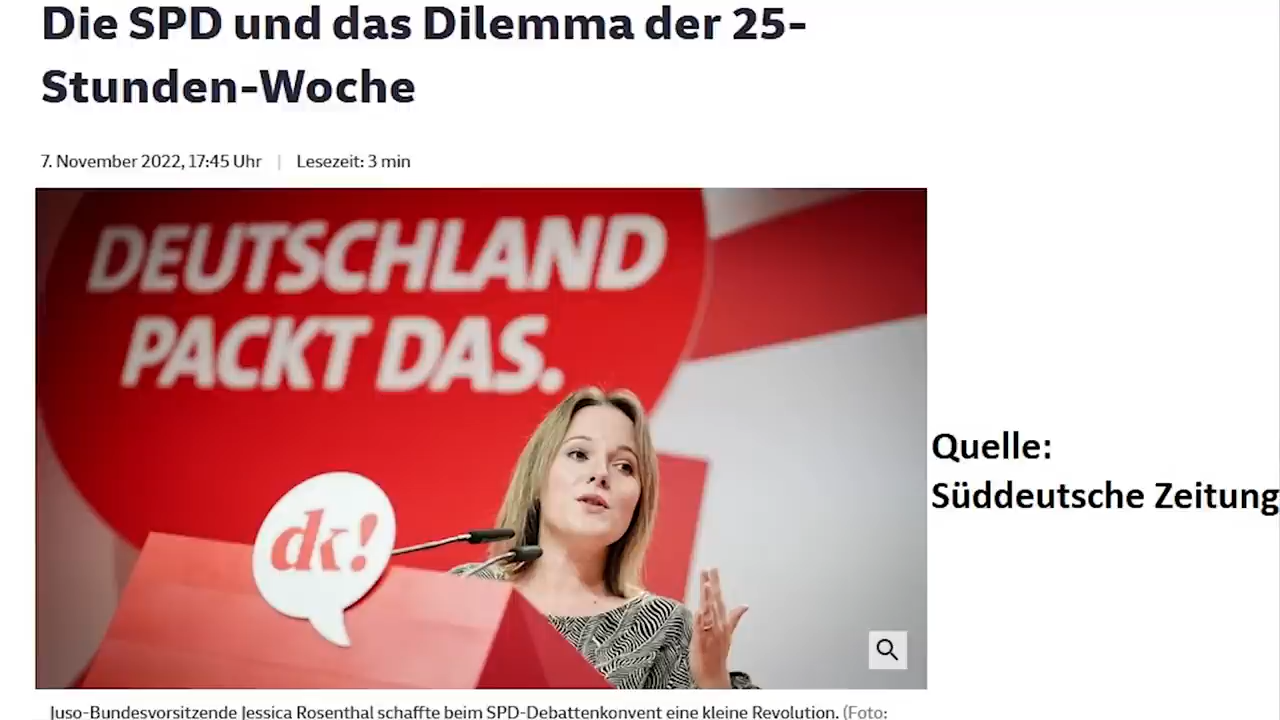 Die SPD und das Dilemma der 25-
Stunden-Woche
7. November 2022, 17:45 Uhr | Lesezeit: 3 min
DEUTSCHLAND
PACKT DAS.
dk!
Quelle:
Süddeutsche Zeitung
Juso-Bundesvorsitzende Jessica Rosenthal schaffte beim SPD-Debattenkonvent eine kleine Revolution. (Foto: